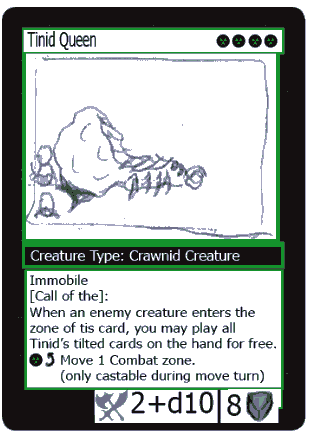 Tinid Queen
Creature Type: Crawnid Creature
Immobile
[Call of the]:
When an enemy creature enters the
zone of tis card, you may play all
Tinid's tilted cards on the hand for free.
Move 1 Combat zone.
(only castable during move turn)
2+d10 8